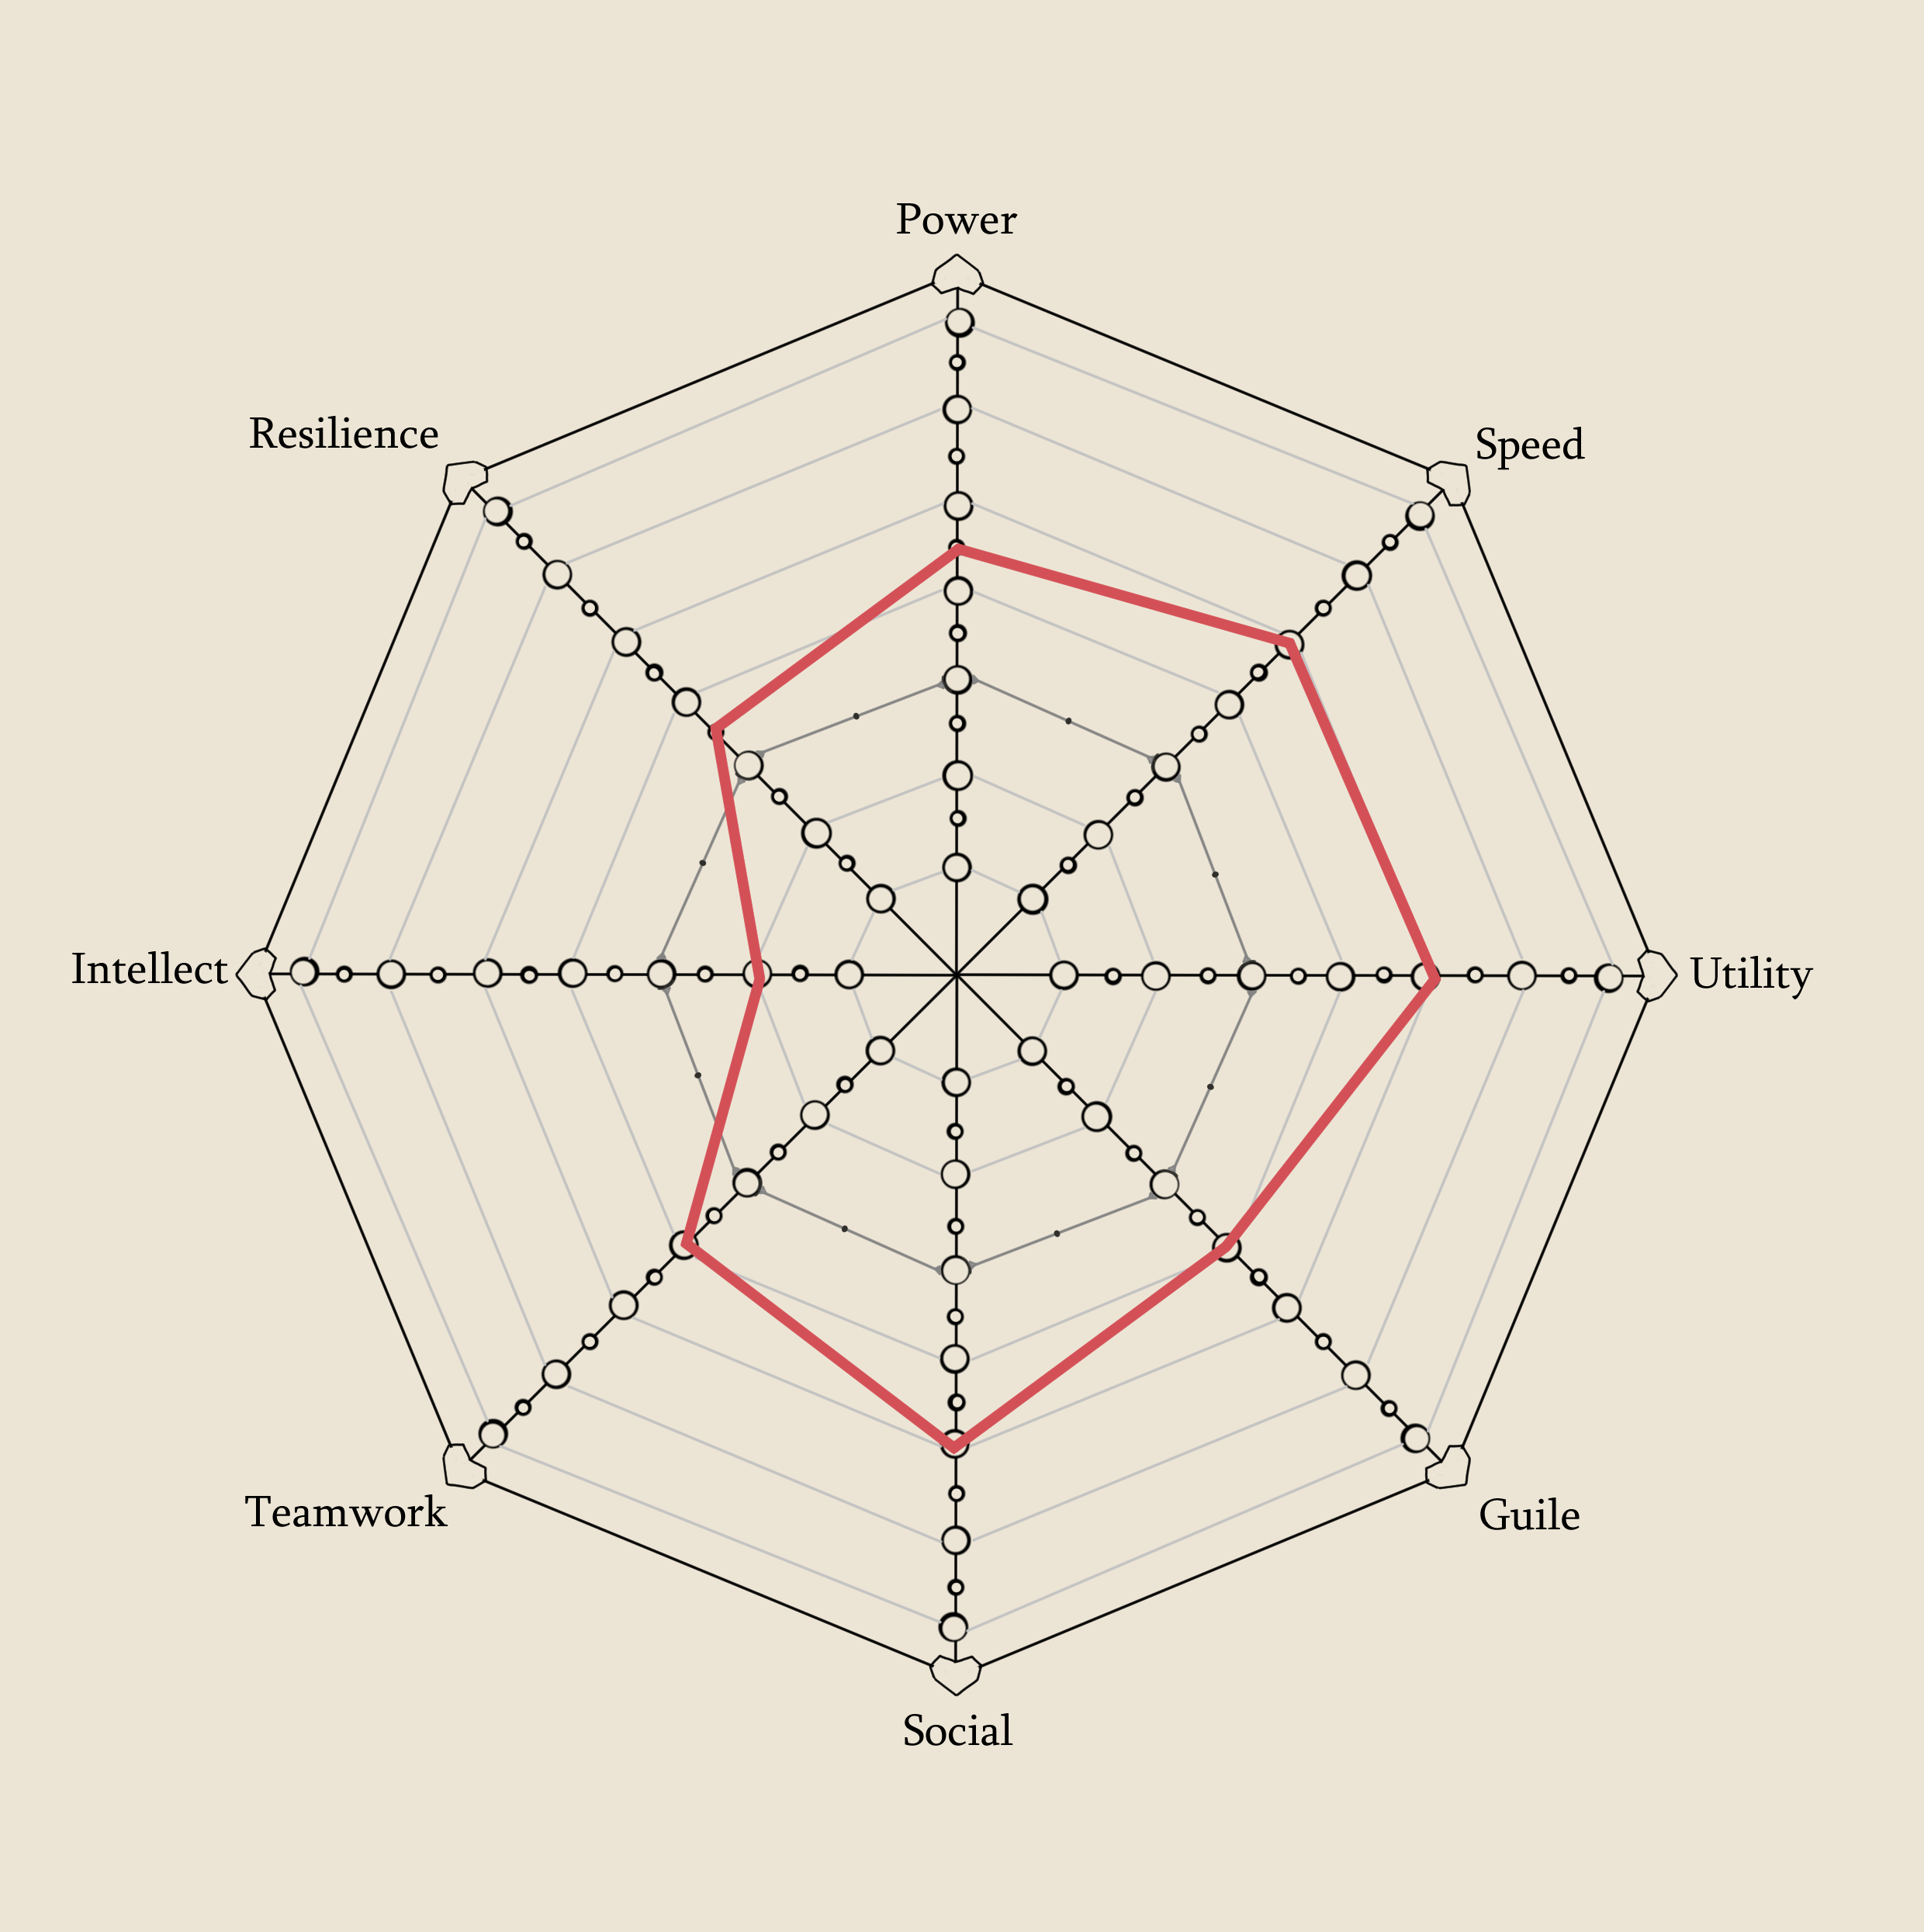 Power
Resilience
Speed
Intellect
Utility
Teamwork
Guile
Social